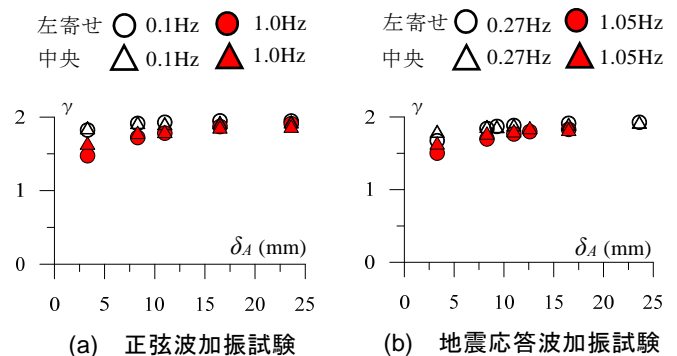 左寄せ 0.1Hz 1.0Hz
中央 0.1Hz 1.0Hz
γ
2
1
0
δA (mm)
0 5 10 15 20 25
(a) 正弦波加振試験
左寄せ 0.27Hz 1.05Hz
中央 0.27Hz 1.05Hz
γ
2
1
0
δA (mm)
0 5 10 15 20 25
(b) 地震応答波加振試験